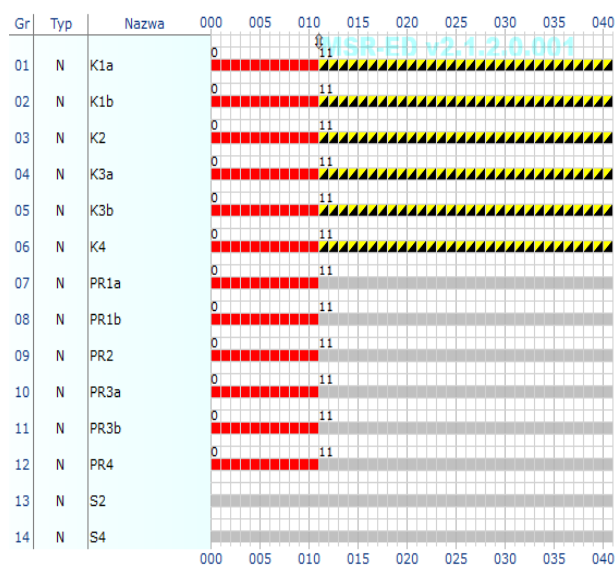 Gr Typ Nazwa 000 005 010 015 020 025 030 035 040
MSR-ED v2.1.2.0.001
0 11
01 N K1a
0 11
02 N K1b
0 11
03 N K2
0 11
04 N K3a
0 11
05 N K3b
0 11
06 N K4
0 11
07 N PR1a
0 11
08 N PR1b
0 11
09 N PR2
0 11
10 N PR3a
0 11
11 N PR3b
0 11
12 N PR4
13 N S2
14 N S4
000 005 010 015 020 025 030 035 040